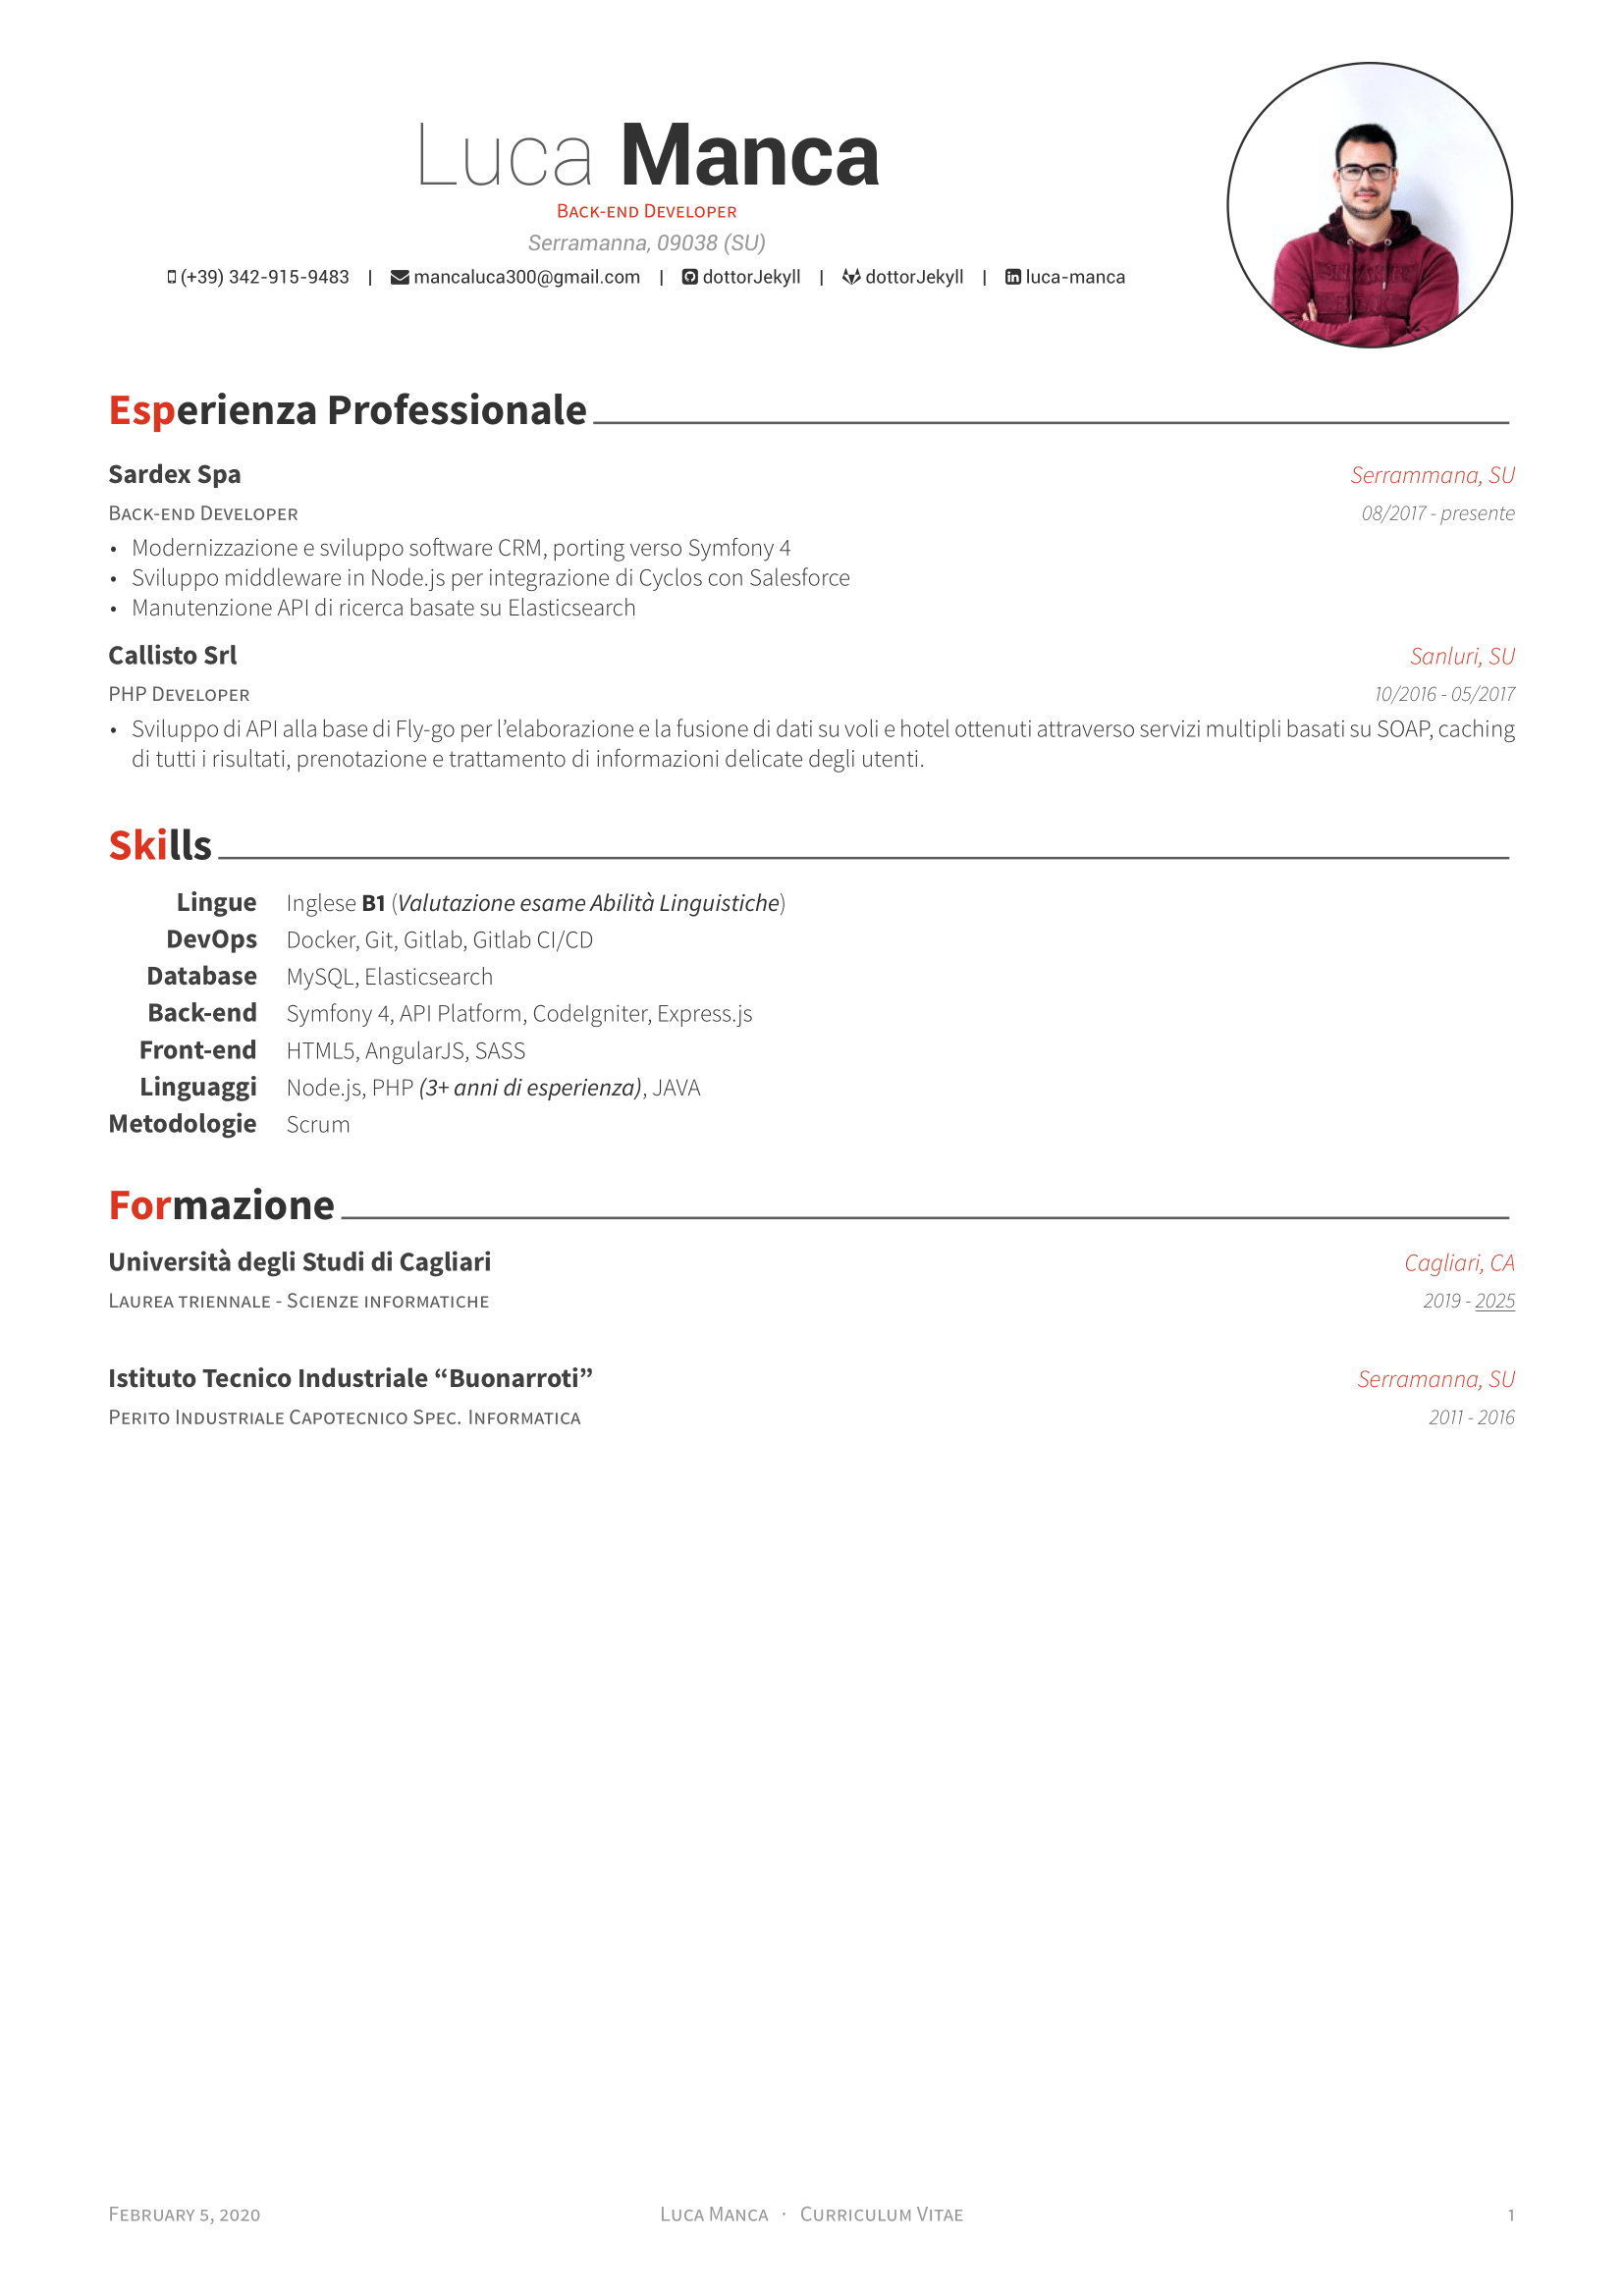 Luca Manca
Back-end Developer
Serramanna, 09038 (SU)
(+39) 342-915-9483 | mancaluca300@gmail.com | dottorJekyll | dottorJekyll | luca-manca
Esperienza Professionale
Sardex Spa Serrammana, SU
Back-end Developer 08/2017 - presente
• Modernizzazione e sviluppo software CRM, porting verso Symfony 4
• Sviluppo middleware in Node.js per integrazione di Cyclos con Salesforce
• Manutenzione API di ricerca basate su Elasticsearch
Callisto Srl Sanluri, SU
PHP Developer 10/2016 - 05/2017
• Sviluppo di API alla base di Fly-go per l’elaborazione e la fusione di dati su voli e hotel ottenuti attraverso servizi multipli basati su SOAP, caching
di tutti i risultati, prenotazione e trattamento di informazioni delicate degli utenti.
Skills
Lingue Inglese B1 (Valutazione esame Abilità Linguistiche)
DevOps Docker, Git, Gitlab, Gitlab CI/CD
Database MySQL, Elasticsearch
Back-end Symfony 4, API Platform, CodeIgniter, Express.js
Front-end HTML5, AngularJS, SASS
Linguaggi Node.js, PHP (3+ anni di esperienza), JAVA
Metodologie Scrum
Formazione
Università degli Studi di Cagliari Cagliari, CA
Laurea triennale - Scienze informatiche 2019 - 2025
Istituto Tecnico Industriale “Buonarroti” Serramanna, SU
Perito Industriale Capotecnico Spec. Informatica 2011 - 2016
February 5, 2020 Luca Manca · Curriculum Vitae 1